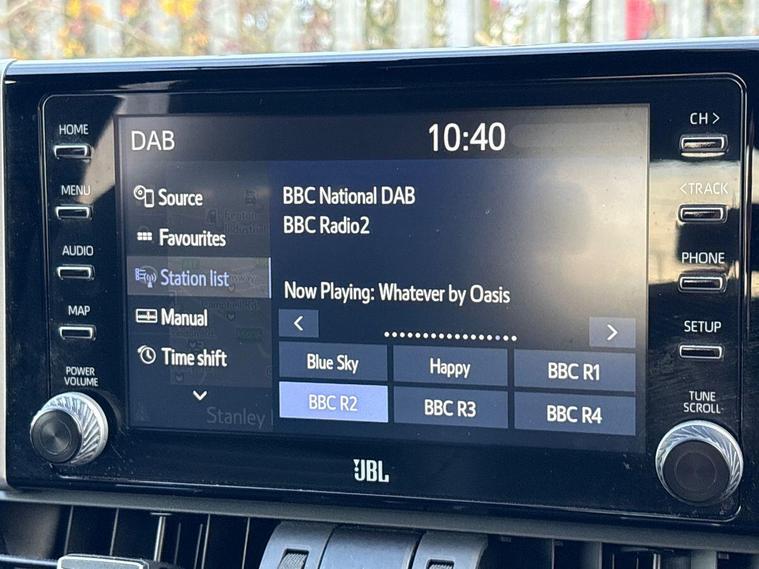 HOME
MENU
AUDIO
MAP
POWER
VOLUME
DAB
10:40
Source
Favourites
Station list
Manual
Time shift
Stanley
BBC National DAB
BBC Radio2
Now Playing: Whatever by Oasis
Blue Sky
Happy
BBC R1
BBC R2
BBC R3
BBC R4
CH >
< TRACK
PHONE
SETUP
TUNE
SCROLL
JBL